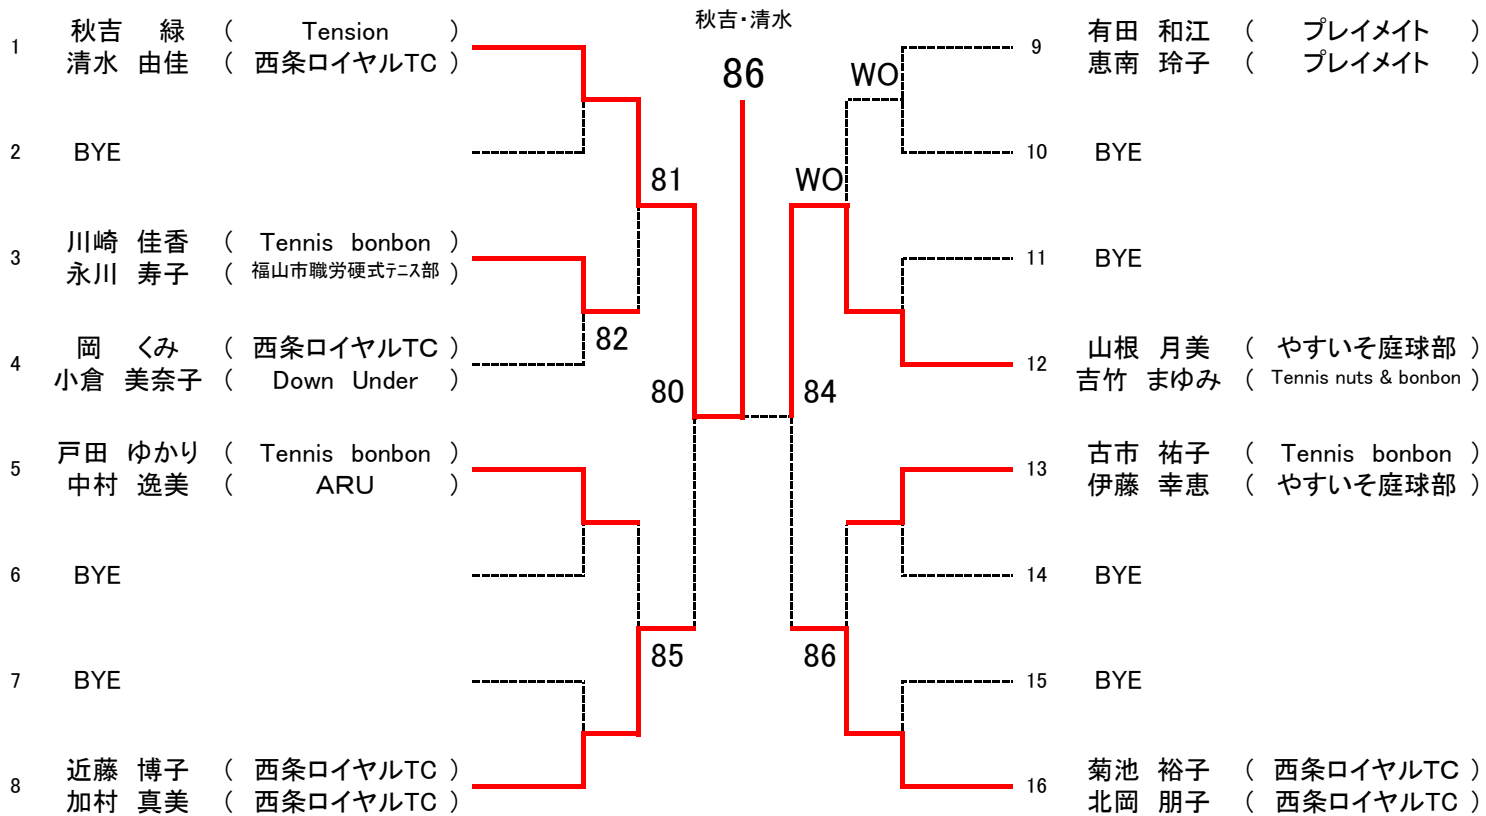 秋吉・清水
86
1 秋吉 緑 ( Tension )
清水 由佳 ( 西条ロイヤルTC )
2 BYE
81
3 川崎 佳香 ( Tennis bonbon )
永川 寿子 ( 福山市職労硬式テニス部 )
82
4 岡 くみ ( 西条ロイヤルTC )
小倉 美奈子 ( Down Under )
80
5 戸田 ゆかり ( Tennis bonbon )
中村 逸美 ( ARU )
6 BYE
85
7 BYE
8 近藤 博子 ( 西条ロイヤルTC )
加村 真美 ( 西条ロイヤルTC )
WO
9 有田 和江 ( プレイメイト )
恵南 玲子 ( プレイメイト )
10 BYE
WO
11 BYE
12 山根 月美 ( やすいそ庭球部 )
吉竹 まゆみ ( Tennis nuts & bonbon )
84
13 古市 祐子 ( Tennis bonbon )
伊藤 幸恵 ( やすいそ庭球部 )
14 BYE
86
15 BYE
16 菊池 裕子 ( 西条ロイヤルTC )
北岡 朋子 ( 西条ロイヤルTC )